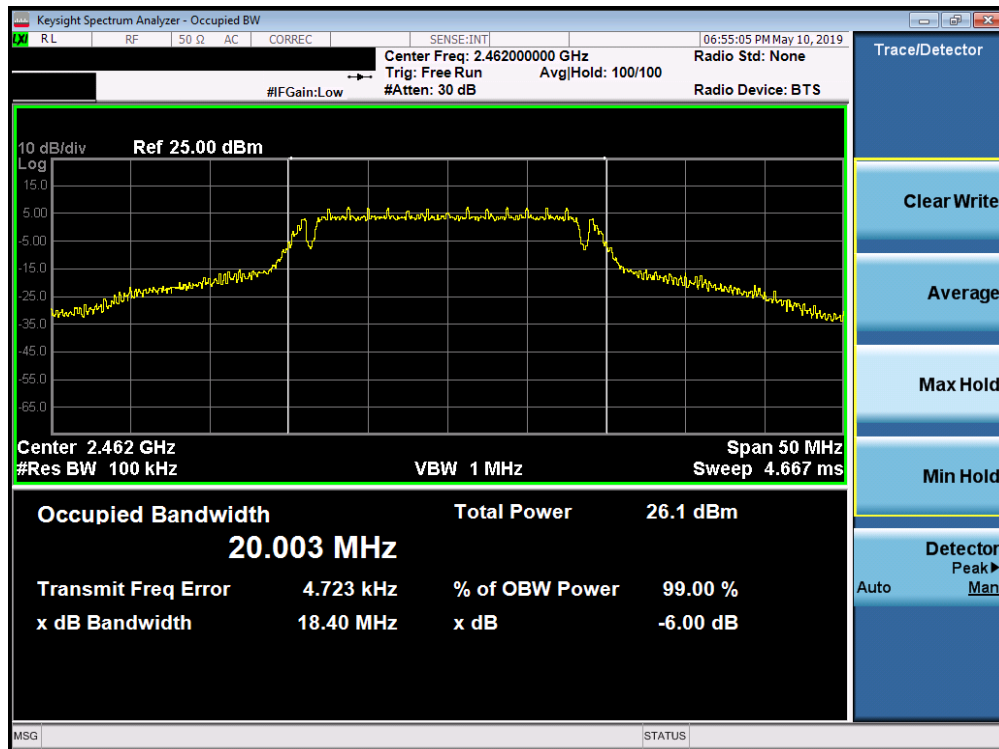 Keysight Spectrum Analyzer - Occupied BW
LXI RL RF 50 Ω AC CORREC SENSE:INT 06:55:05 PM May 10, 2019
Center Freq: 2.462000000 GHz Radio Std: None
Trig: Free Run Avg|Hold: 100/100
#IFGain:Low #Atten: 30 dB Radio Device: BTS
Trace/Detector
10 dB/div Ref 25.00 dBm
Log
15.0
5.00
-5.00
-15.0
-25.0
-35.0
-45.0
-55.0
-65.0
Center 2.462 GHz Span 50 MHz
#Res BW 100 kHz VBW 1 MHz Sweep 4.667 ms
Occupied Bandwidth Total Power 26.1 dBm
20.003 MHz
Transmit Freq Error 4.723 kHz % of OBW Power 99.00 %
x dB Bandwidth 18.40 MHz x dB -6.00 dB
Clear Write
Average
Max Hold
Min Hold
Detector
Peak▶
Auto Man
MSG STATUS